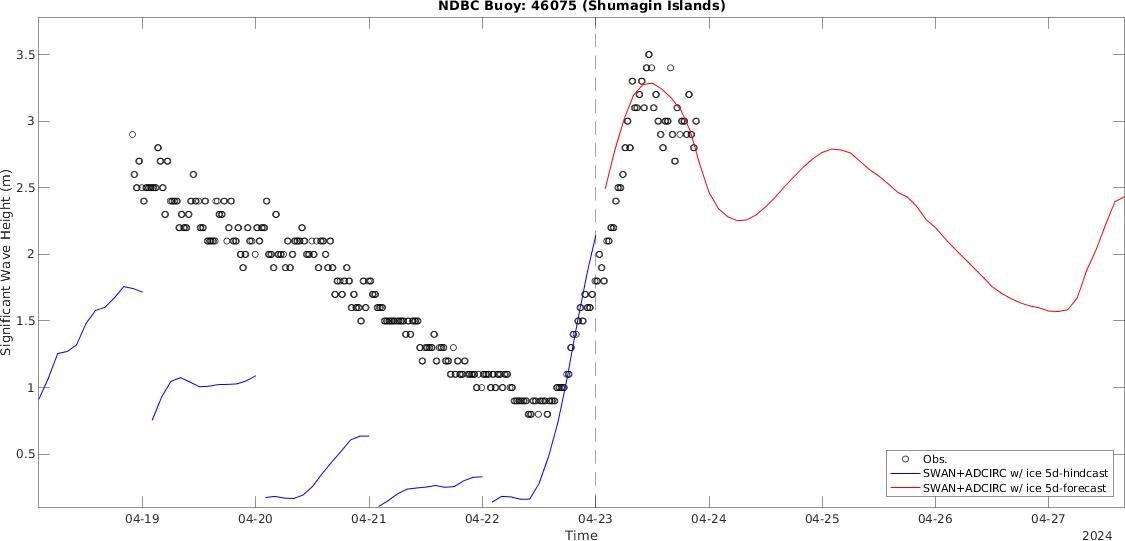 NDBC Buoy: 46075 (Shumagin Islands)
Significant Wave Height (m)
3.5
3
2.5
2
1.5
1
0.5
Obs.
SWAN+ADCIRC w/ ice 5d-hindcast
SWAN+ADCIRC w/ ice 5d-forecast
04-19 04-20 04-21 04-22 04-23 04-24 04-25 04-26 04-27
Time
2024